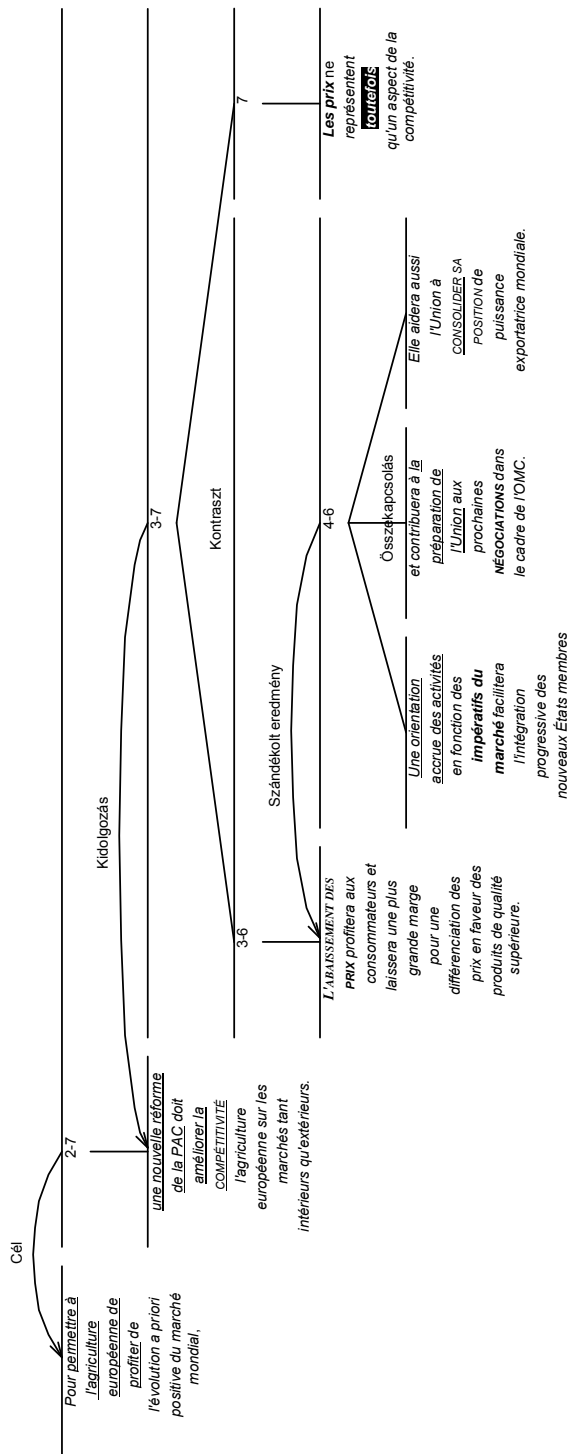 Cél
2-7
Pour permettre à
l'agriculture
européenne de
profiter de
l'évolution a priori
positive du marché
mondial,
Kidolgozás
une nouvelle réforme
de la PAC doit
améliorer la
COMPÉTITIVITÉ
l'agriculture
européenne sur les
marchés tant
intérieurs qu'extérieurs.
3-7
Kontraszt
3-6
7
Szándékolt eredmény
L'ABAISSEMENT DES
PRIX profitera aux
consommateurs et
laissera une plus
grande marge
pour une
différenciation des
prix en faveur des
produits de qualité
supérieure.
4-6
Összekapcsolás
Une orientation
accrue des activités
en fonction des
impératifs du
marché facilitera
l'intégration
progressive des
nouveaux États membres
et contribuera à la
préparation de
l'Union aux
prochaines
NÉGOCIATIONS dans
le cadre de l'OMC.
Elle aidera aussi
l'Union à
CONSOLIDER SA
POSITION de
puissance
exportatrice mondiale.
Les prix ne
représentent
toutefois
qu'un aspect de la
compétitivité.